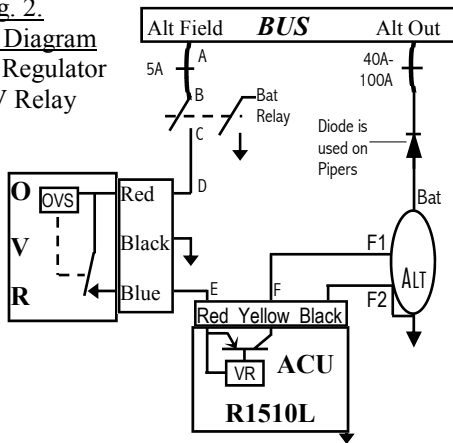 g. 2.
Diagram
Regulator
V Relay
Alt Field BUS Alt Out
5A
A
40A-
100A
B
Bat
Relay
C
Diode is
used on
Pipers
D
Bat
O
V
R
OVS
Red
Black
Blue
E
F
F1
F2
ALT
Red Yellow Black
VR
ACU
R1510L